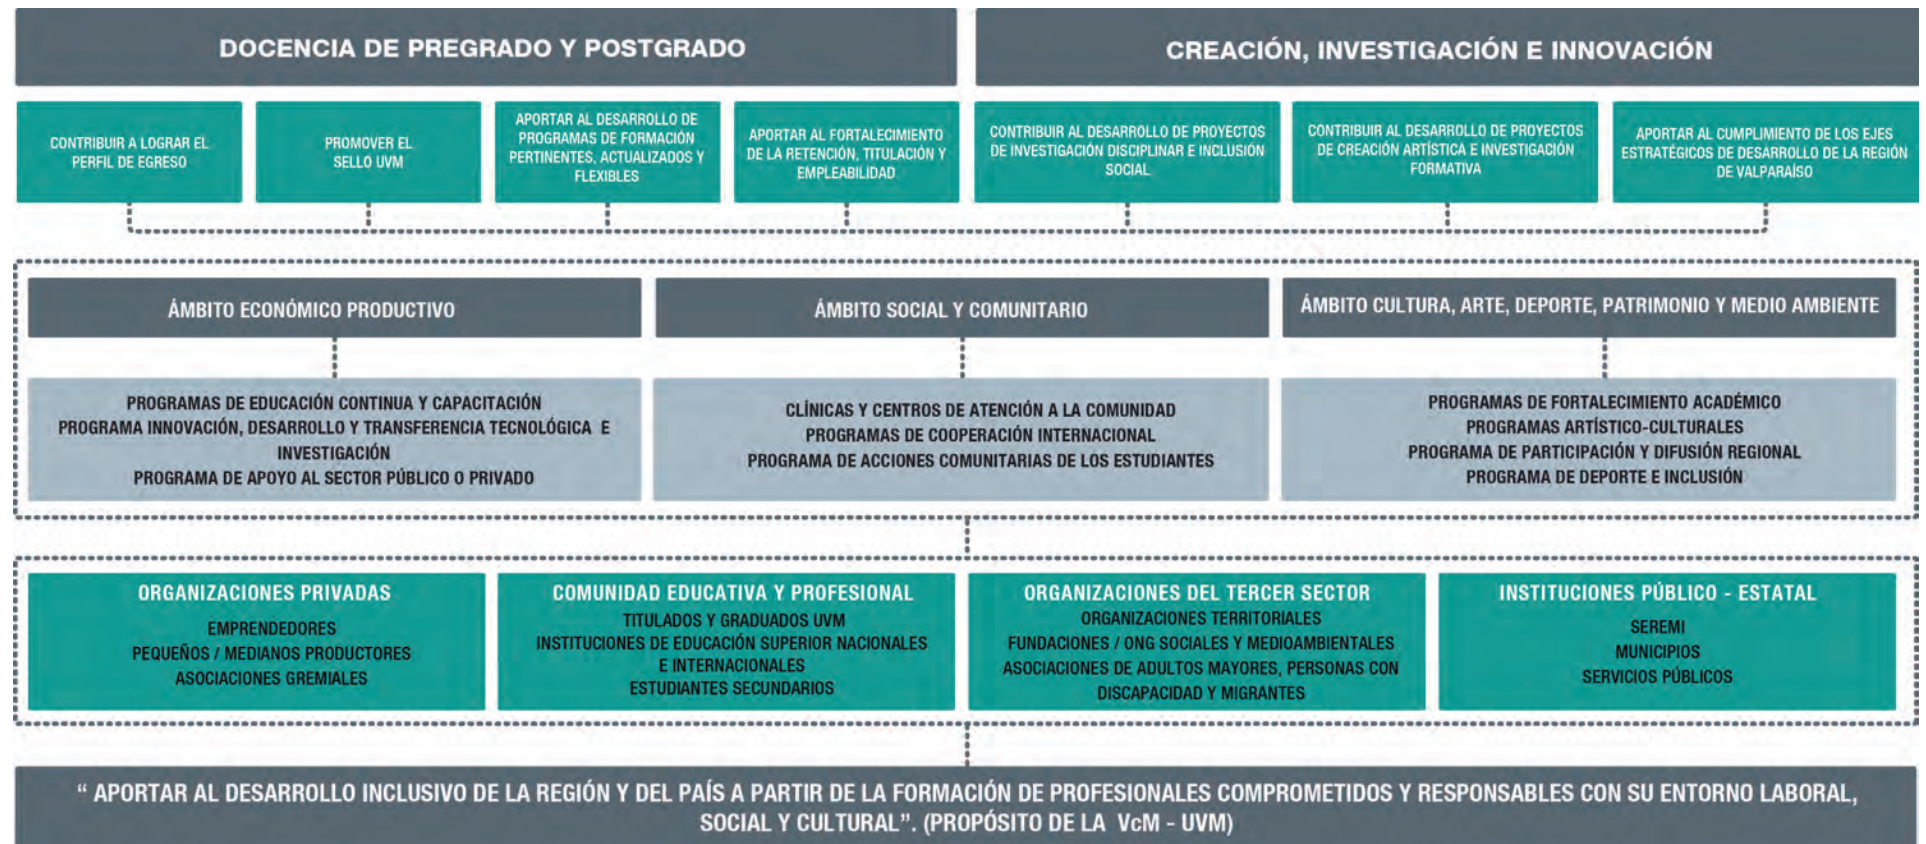 DOCENCIA DE PREGRADO Y POSTGRADO
CREACIÓN, INVESTIGACIÓN E INNOVACIÓN
CONTRIBUIR A LOGRAR EL
PERFIL DE EGRESO
PROMOVER EL
SELLO UVM
APORTAR AL DESARROLLO DE
PROGRAMAS DE FORMACIÓN
PERTINENTES, ACTUALIZADOS Y
FLEXIBLES
APORTAR AL FORTALECIMIENTO
DE LA RETENCIÓN, TITULACIÓN Y
EMPLEABILIDAD
CONTRIBUIR AL DESARROLLO DE PROYECTOS
DE INVESTIGACIÓN DISCIPLINAR E INCLUSIÓN
SOCIAL
CONTRIBUIR AL DESARROLLO DE PROYECTOS
DE CREACIÓN ARTÍSTICA E INVESTIGACIÓN
FORMATIVA
APORTAR AL CUMPLIMIENTO DE LOS EJES
ESTRATÉGICOS DE DESARROLLO DE LA REGIÓN
DE VALPARAÍSO
ÁMBITO ECONÓMICO PRODUCTIVO
ÁMBITO SOCIAL Y COMUNITARIO
ÁMBITO CULTURA, ARTE, DEPORTE, PATRIMONIO Y MEDIO AMBIENTE
PROGRAMAS DE EDUCACIÓN CONTINUA Y CAPACITACIÓN
PROGRAMA INNOVACIÓN, DESARROLLO Y TRANSFERENCIA TECNOLÓGICA E
INVESTIGACIÓN
PROGRAMA DE APOYO AL SECTOR PÚBLICO O PRIVADO
CLÍNICAS Y CENTROS DE ATENCIÓN A LA COMUNIDAD
PROGRAMAS DE COOPERACIÓN INTERNACIONAL
PROGRAMA DE ACCIONES COMUNITARIAS DE LOS ESTUDIANTES
PROGRAMAS DE FORTALECIMIENTO ACADÉMICO
PROGRAMAS ARTÍSTICO-CULTURALES
PROGRAMA DE PARTICIPACIÓN Y DIFUSIÓN REGIONAL
PROGRAMA DE DEPORTE E INCLUSIÓN
ORGANIZACIONES PRIVADAS
EMPRENDEDORES
PEQUEÑOS / MEDIANOS PRODUCTORES
ASOCIACIONES GREMIALES
COMUNIDAD EDUCATIVA Y PROFESIONAL
TITULADOS Y GRADUADOS UVM
INSTITUCIONES DE EDUCACIÓN SUPERIOR NACIONALES
E INTERNACIONALES
ESTUDIANTES SECUNDARIOS
ORGANIZACIONES DEL TERCER SECTOR
ORGANIZACIONES TERRITORIALES
FUNDACIONES / ONG SOCIALES Y MEDIOAMBIENTALES
ASOCIACIONES DE ADULTOS MAYORES, PERSONAS CON
DISCAPACIDAD Y MIGRANTES
INSTITUCIONES PÚBLICO - ESTATAL
SEREMI
MUNICIPIOS
SERVICIOS PÚBLICOS
“ APORTAR AL DESARROLLO INCLUSIVO DE LA REGIÓN Y DEL PAÍS A PARTIR DE LA FORMACIÓN DE PROFESIONALES COMPROMETIDOS Y RESPONSABLES CON SU ENTORNO LABORAL,
SOCIAL Y CULTURAL”. (PROPÓSITO DE LA VcM - UVM)